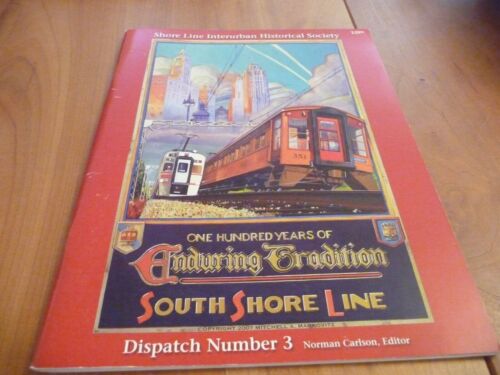 Shore Line Interurban Historical Society
351
ONE HUNDRED YEARS OF
Enduring Tradition
SOUTH SHORE LINE
COPYRIGHT 2007 MITCHELL A. MARKOVITZ
Dispatch Number 3 Norman Carlson, Editor